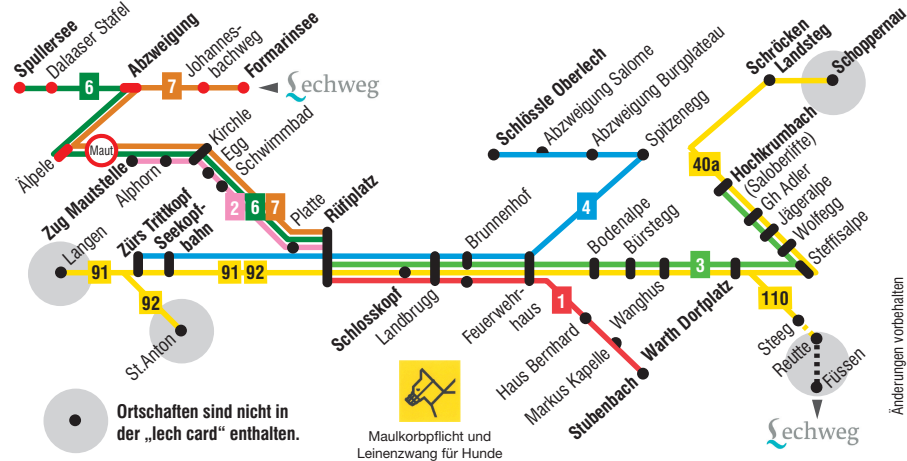 Spullersee
Dalaaser Stafel
Abzweigung
Johannes-
bachweg
Formarinsee
6
7
Lechweg
Maut
Älpele
Zug Mautstelle
Alphorn
Kirchle
Egg
Schwimmbad
2
6
7
Platte
Rüfiplatz
Langen
Zürs Trittkopf
Seekopf-
bahn
91
91
92
92
St.Anton
Schlosskopf
Landbrugg
Brunnenhof
Feuerwehr-
haus
Schlössle Oberlech
Abzweigung Salome
Abzweigung Burgplateau
Spitzenegg
4
Bodenalpe
Bürstegg
3
1
Haus Bernhard
Markus Kapelle
Wanghus
Stubenbach
Warth Dorfplatz
Schröcken
Landsteg
Schoppernau
40a
Hochkrumbach
(Saloberlifte)
Gh Adler
Jägeralpe
Wolfegg
Steffisalpe
110
Steeg
Reutte
Füssen
Lechweg
Ortschaften sind nicht in
der „lech card“ enthalten.
Maulkorbpflicht und
Leinenzwang für Hunde
Änderungen vorbehalten